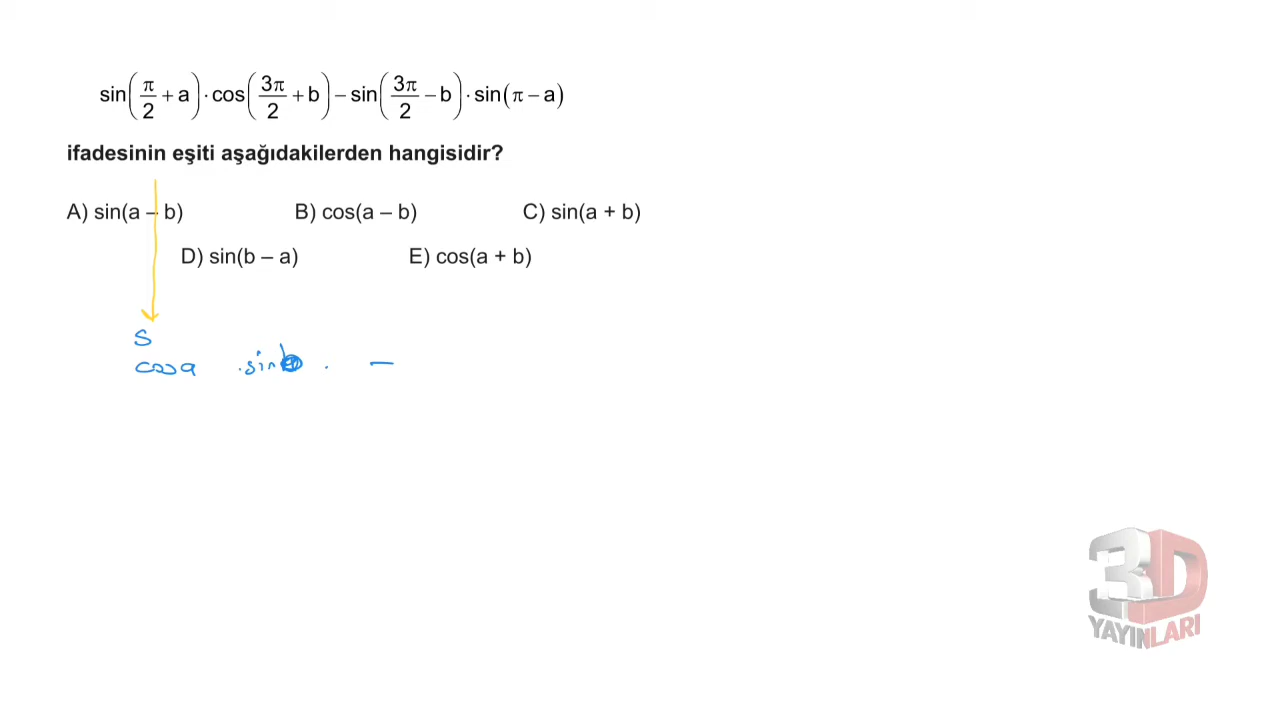 sin(π/2 + a) · cos(3π/2 + b) – sin(3π/2 – b) · sin(π – a)
ifadesinin eşiti aşağıdakilerden hangisidir?
A) sin(a – b) B) cos(a – b) C) sin(a + b)
D) sin(b – a) E) cos(a + b)
S
cosa . sinb . –
3D
YAYINLARI